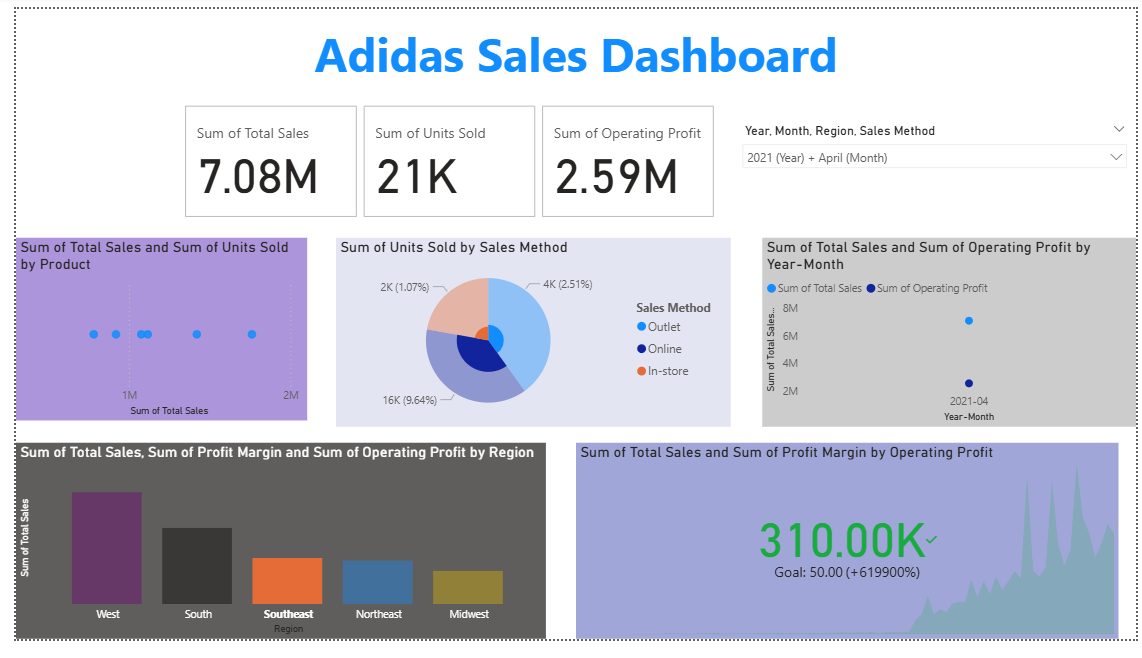 Adidas Sales Dashboard
Sum of Total Sales
7.08M
Sum of Units Sold
21K
Sum of Operating Profit
2.59M
Year, Month, Region, Sales Method
2021 (Year) + April (Month)
Sum of Total Sales and Sum of Units Sold
by Product
1M
2M
Sum of Total Sales
Sum of Units Sold by Sales Method
2K (1.07%)
4K (2.51%)
16K (9.64%)
Sales Method
Outlet
Online
In-store
Sum of Total Sales and Sum of Operating Profit by
Year-Month
Sum of Total Sales
Sum of Operating Profit
Sum of Total Sales...
8M
6M
4M
2M
2021-04
Year-Month
Sum of Total Sales, Sum of Profit Margin and Sum of Operating Profit by Region
Sum of Total Sales
West
South
Southeast
Northeast
Midwest
Region
Sum of Total Sales and Sum of Profit Margin by Operating Profit
310.00K
Goal: 50.00 (+619900%)